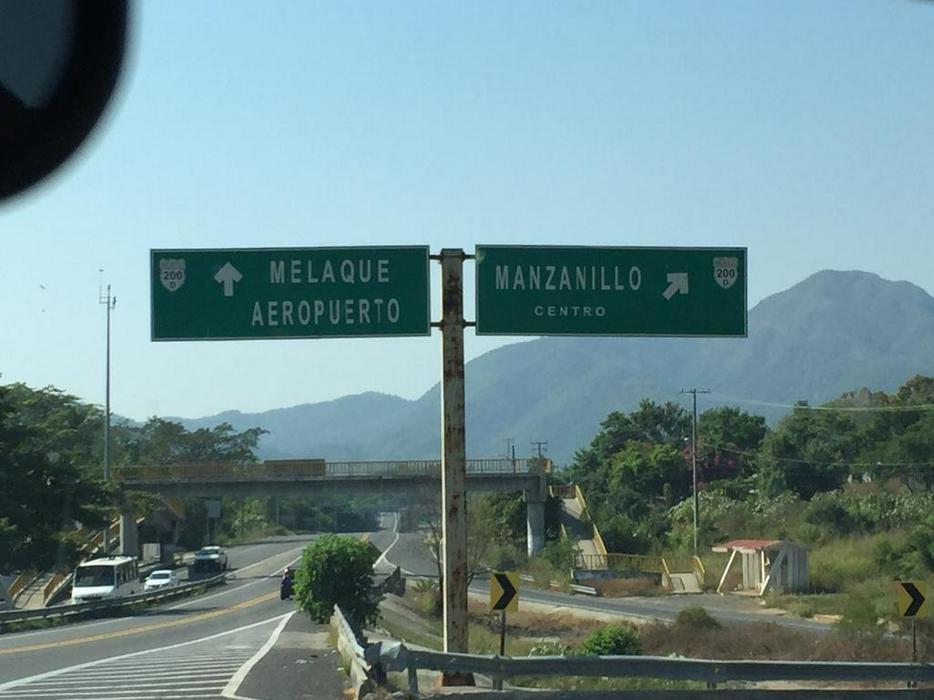 200
D
MELAQUE
AEROPUERTO
MANZANILLO
CENTRO
200
D